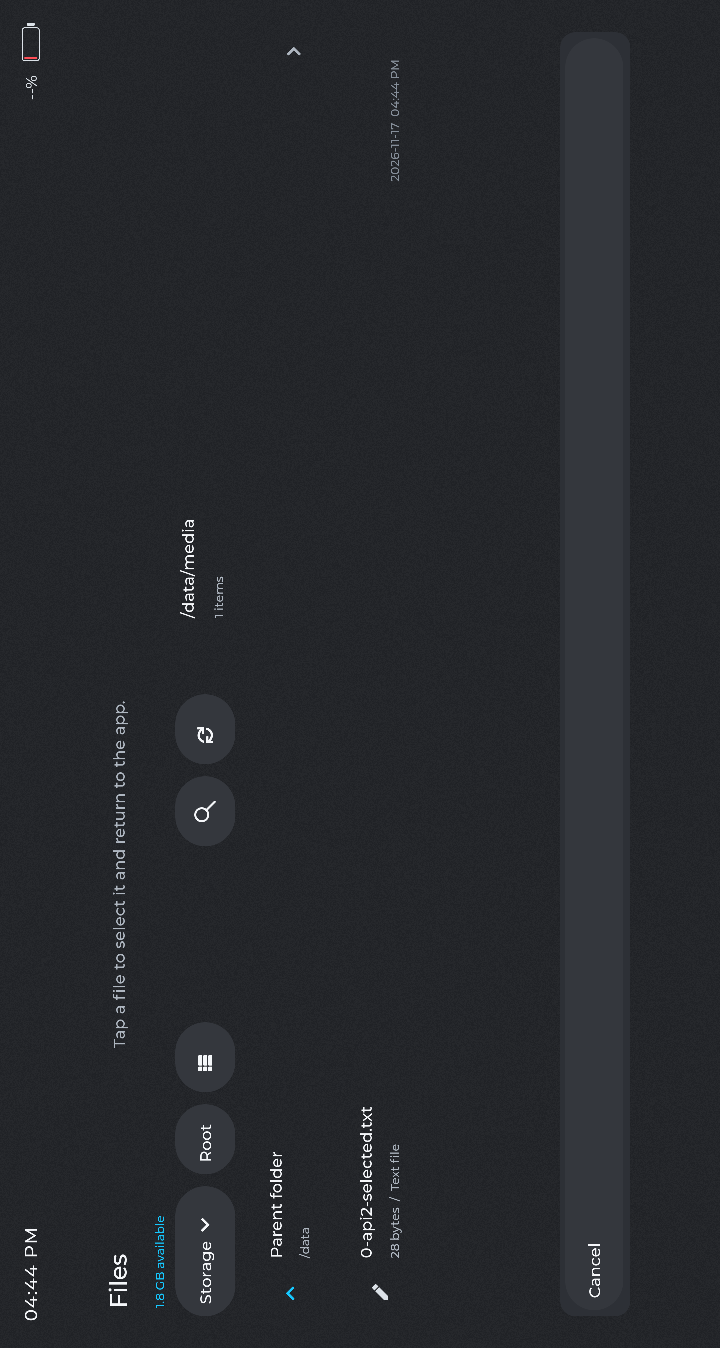 04:44 PM
--%
Files
Tap a file to select it and return to the app.
1.8 GB available
Storage
Root
/data/media
1 items
Parent folder
/data
0-api2-selected.txt
28 bytes / Text file
2026-11-17 04:44 PM
Cancel